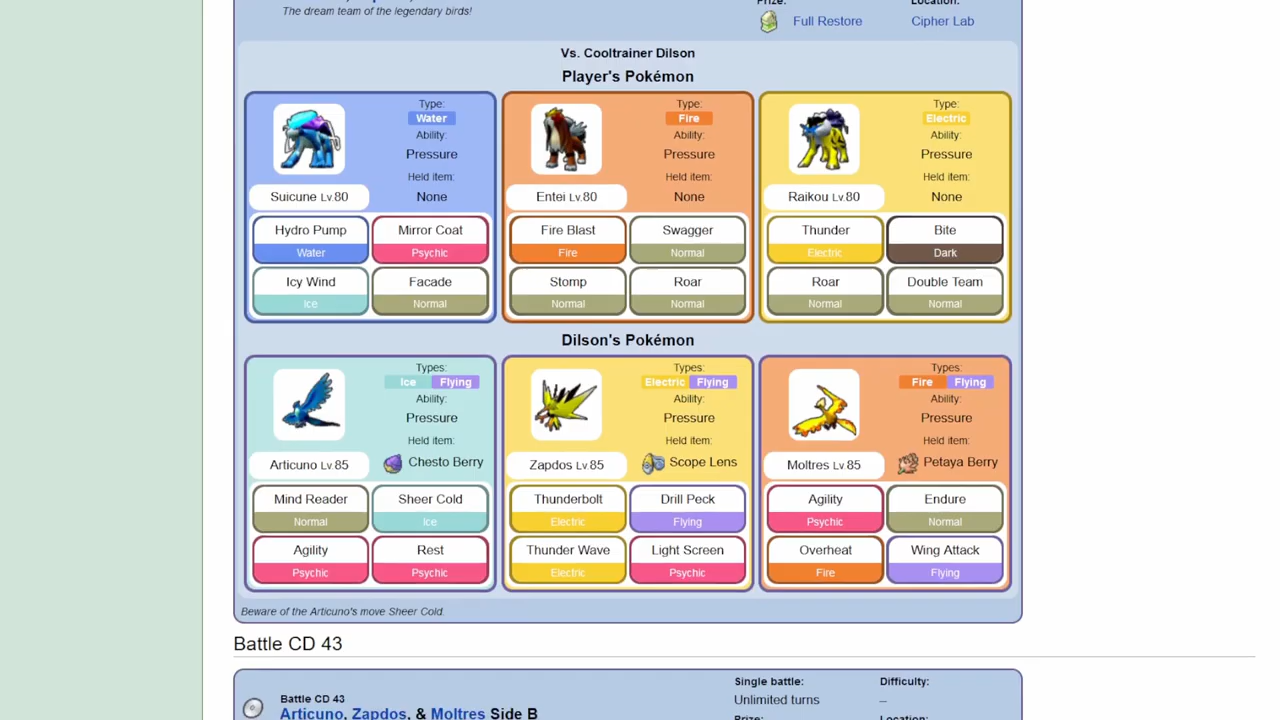 The dream team of the legendary birds!
Prize:
Location:
Full Restore
Cipher Lab
Vs. Cooltrainer Dilson
Player's Pokémon
Type:
Water
Ability:
Pressure
Held item:
None
Suicune Lv.80
Hydro Pump
Water
Mirror Coat
Psychic
Icy Wind
Ice
Facade
Normal
Type:
Fire
Ability:
Pressure
Held item:
None
Entei Lv.80
Fire Blast
Fire
Swagger
Normal
Stomp
Normal
Roar
Normal
Type:
Electric
Ability:
Pressure
Held item:
None
Raikou Lv.80
Thunder
Electric
Bite
Dark
Roar
Normal
Double Team
Normal
Dilson's Pokémon
Types:
Ice Flying
Ability:
Pressure
Held item:
Chesto Berry
Articuno Lv.85
Mind Reader
Normal
Sheer Cold
Ice
Agility
Psychic
Rest
Psychic
Types:
Electric Flying
Ability:
Pressure
Held item:
Scope Lens
Zapdos Lv.85
Thunderbolt
Electric
Drill Peck
Flying
Thunder Wave
Electric
Light Screen
Psychic
Types:
Fire Flying
Ability:
Pressure
Held item:
Petaya Berry
Moltres Lv.85
Agility
Psychic
Endure
Normal
Overheat
Fire
Wing Attack
Flying
Beware of the Articuno's move Sheer Cold.
Battle CD 43
Battle CD 43
Articuno, Zapdos, & Moltres Side B
Single battle:
Unlimited turns
Difficulty:
–
Prize:
Location: